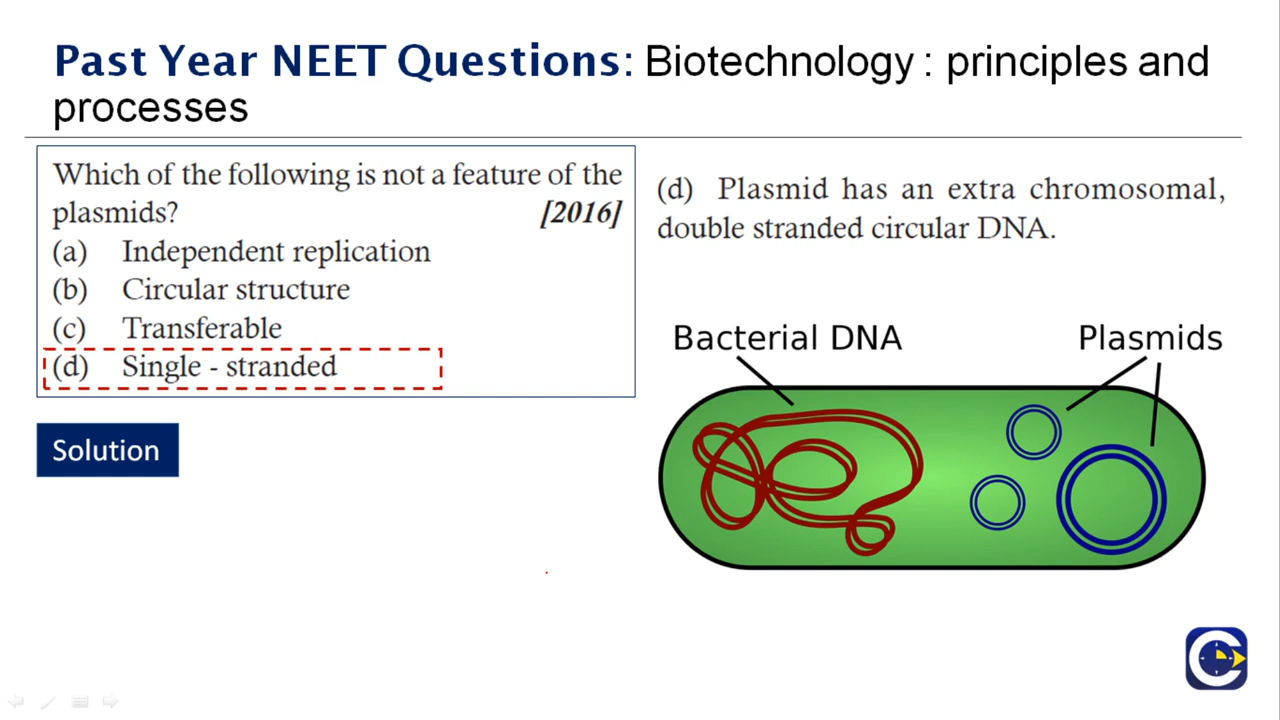 Past Year NEET Questions: Biotechnology : principles and
processes
Which of the following is not a feature of the
plasmids? [2016]
(a) Independent replication
(b) Circular structure
(c) Transferable
(d) Single - stranded
Solution
(d) Plasmid has an extra chromosomal,
double stranded circular DNA.
Bacterial DNA
Plasmids